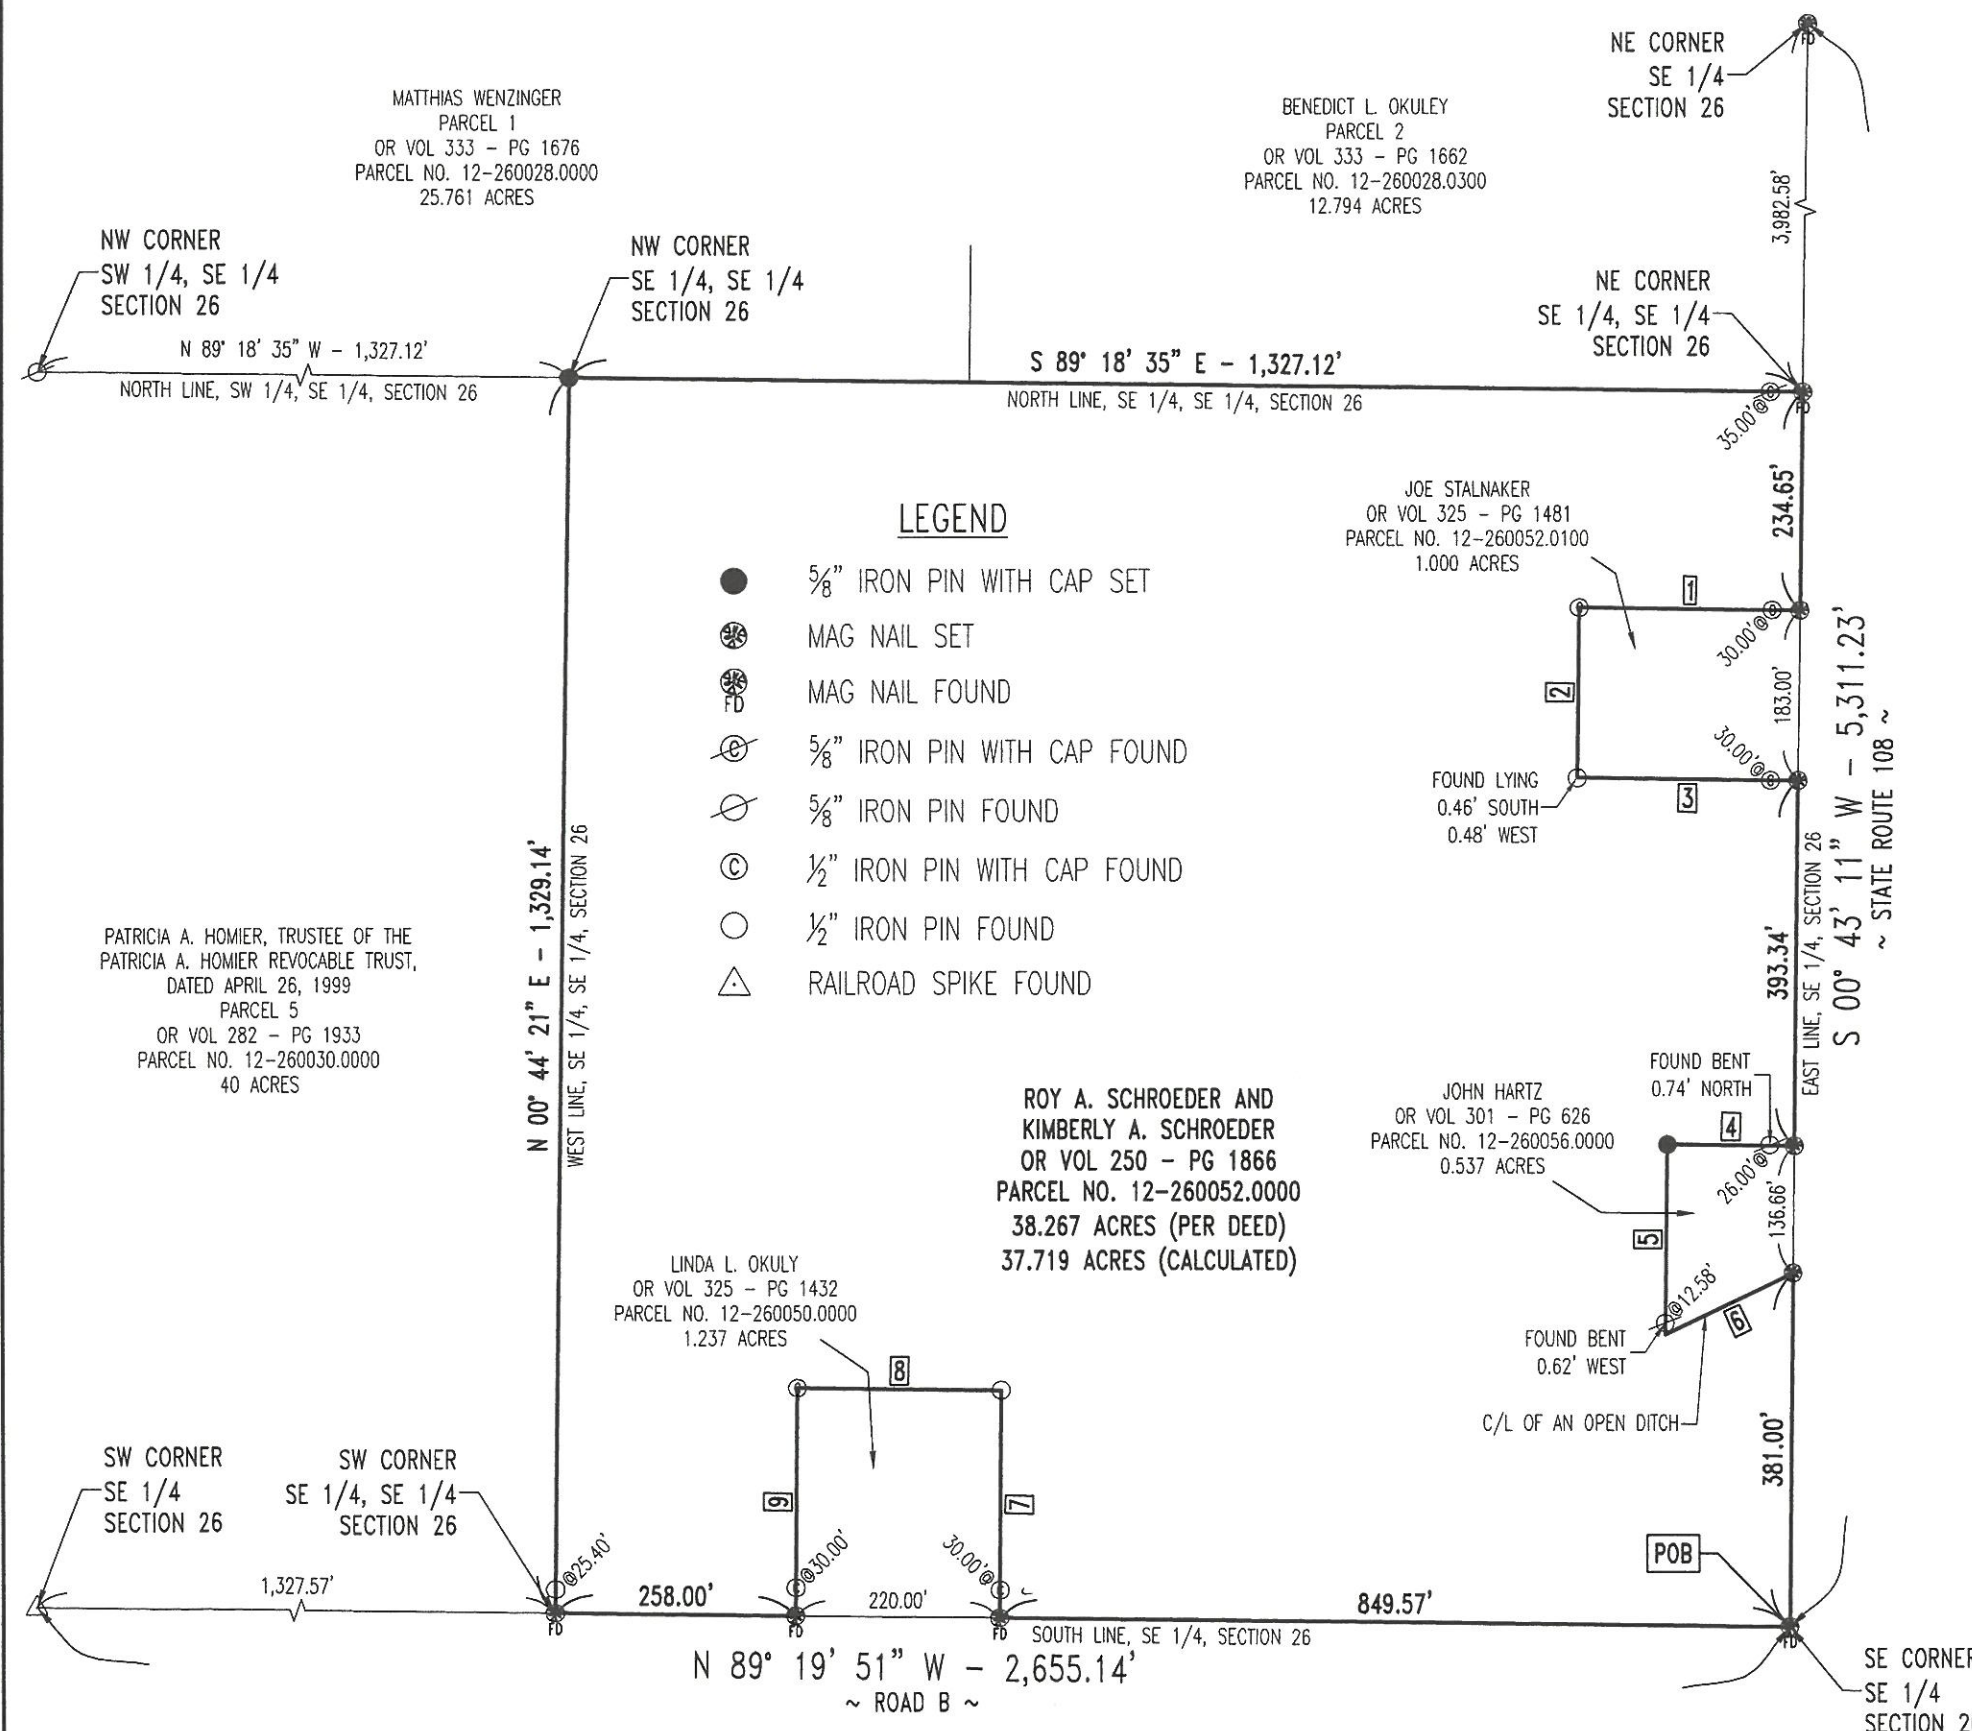 NE CORNER
SE 1/4
SECTION 26
FD
3,982.58'
MATTHIAS WENZINGER
PARCEL 1
OR VOL 333 - PG 1676
PARCEL NO. 12-260028.0000
25.761 ACRES
BENEDICT L. OKULEY
PARCEL 2
OR VOL 333 - PG 1662
PARCEL NO. 12-260028.0300
12.794 ACRES
NW CORNER
SW 1/4, SE 1/4
SECTION 26
NW CORNER
SE 1/4, SE 1/4
SECTION 26
NE CORNER
SE 1/4, SE 1/4
SECTION 26
N 89° 18' 35" W - 1,327.12'
NORTH LINE, SW 1/4, SE 1/4, SECTION 26
S 89° 18' 35" E - 1,327.12'
NORTH LINE, SE 1/4, SE 1/4, SECTION 26
FD
35.00'@
234.65'
LEGEND
⅝" IRON PIN WITH CAP SET
MAG NAIL SET
MAG NAIL FOUND
FD
C
⅝" IRON PIN WITH CAP FOUND
⅝" IRON PIN FOUND
C
½" IRON PIN WITH CAP FOUND
½" IRON PIN FOUND
RAILROAD SPIKE FOUND
JOE STALNAKER
OR VOL 325 - PG 1481
PARCEL NO. 12-260052.0100
1.000 ACRES
1
30.00'@
2
183.00'
30.00'@
3
FOUND LYING
0.46' SOUTH
0.48' WEST
S 00° 43' 11" W - 5,311.23'
~ STATE ROUTE 108 ~
EAST LINE, SE 1/4, SECTION 26
393.34'
N 00° 44' 21" E - 1,329.14'
WEST LINE, SE 1/4, SE 1/4, SECTION 26
PATRICIA A. HOMIER, TRUSTEE OF THE
PATRICIA A. HOMIER REVOCABLE TRUST,
DATED APRIL 26, 1999
PARCEL 5
OR VOL 282 - PG 1933
PARCEL NO. 12-260030.0000
40 ACRES
ROY A. SCHROEDER AND
KIMBERLY A. SCHROEDER
OR VOL 250 - PG 1866
PARCEL NO. 12-260052.0000
38.267 ACRES (PER DEED)
37.719 ACRES (CALCULATED)
FOUND BENT
0.74' NORTH
JOHN HARTZ
OR VOL 301 - PG 626
PARCEL NO. 12-260056.0000
0.537 ACRES
4
26.00'@
136.66'
5
@12.58'
6
FOUND BENT
0.62' WEST
C/L OF AN OPEN DITCH
381.00'
LINDA L. OKULY
OR VOL 325 - PG 1432
PARCEL NO. 12-260050.0000
1.237 ACRES
8
9
7
@30.00'
30.00'@
SW CORNER
SE 1/4
SECTION 26
SW CORNER
SE 1/4, SE 1/4
SECTION 26
@25.40'
POB
1,327.57'
258.00'
220.00'
849.57'
FD
FD
FD
FD
SOUTH LINE, SE 1/4, SECTION 26
N 89° 19' 51" W - 2,655.14'
~ ROAD B ~
SE CORNER
SE 1/4
SECTION 2